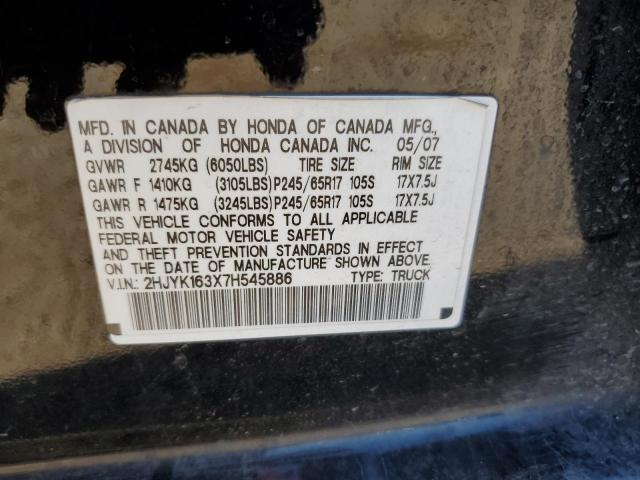 MFD. IN CANADA BY HONDA OF CANADA MFG.,
A DIVISION OF HONDA CANADA INC. 05/07
GVWR 2745KG (6050LBS) TIRE SIZE RIM SIZE
GAWR F 1410KG (3105LBS)P245/65R17 105S 17X7.5J
GAWR R 1475KG (3245LBS)P245/65R17 105S 17X7.5J
THIS VEHICLE CONFORMS TO ALL APPLICABLE
FEDERAL MOTOR VEHICLE SAFETY
AND THEFT PREVENTION STANDARDS IN EFFECT
ON THE DATE OF MANUFACTURE SHOWN ABOVE.
V.I.N.: 2HJYK163X7H545886 TYPE: TRUCK